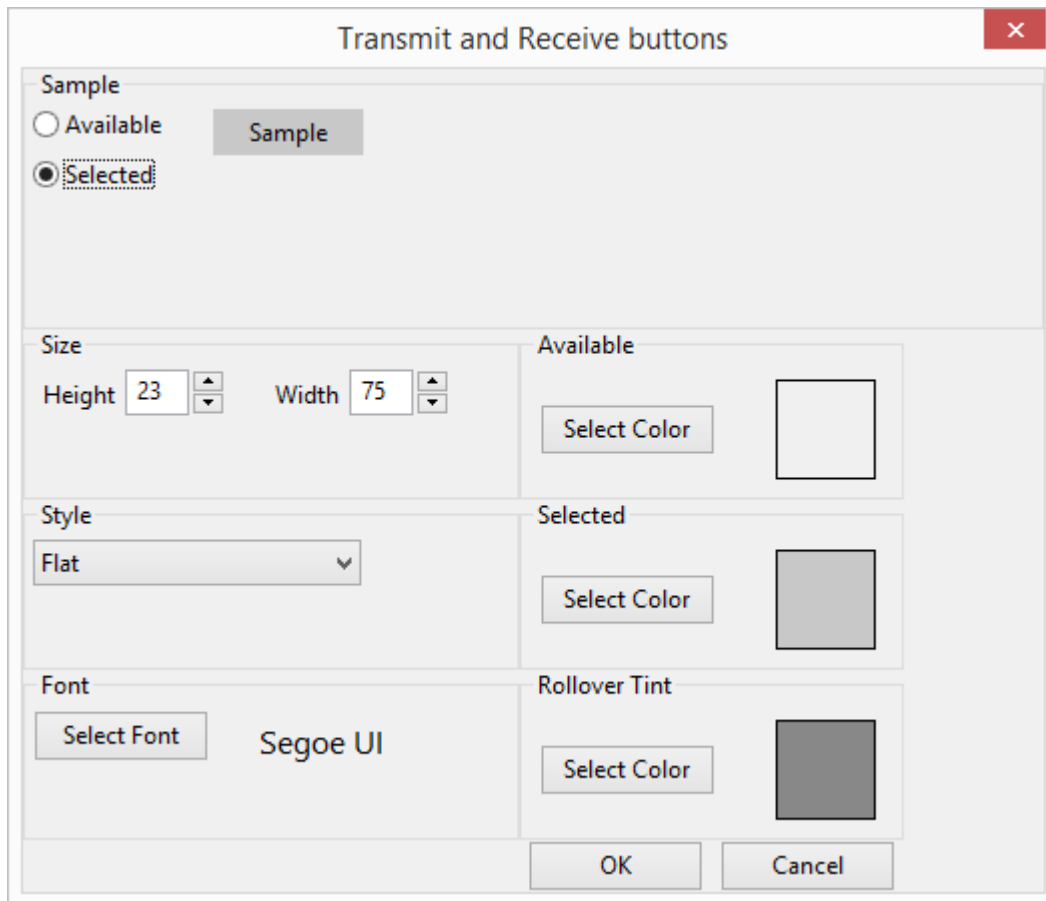 Transmit and Receive buttons
Sample
Available
Sample
Selected
Size
Height 23 Width 75
Available
Select Color
Style
Flat
Selected
Select Color
Font
Select Font Segoe UI
Rollover Tint
Select Color
OK Cancel